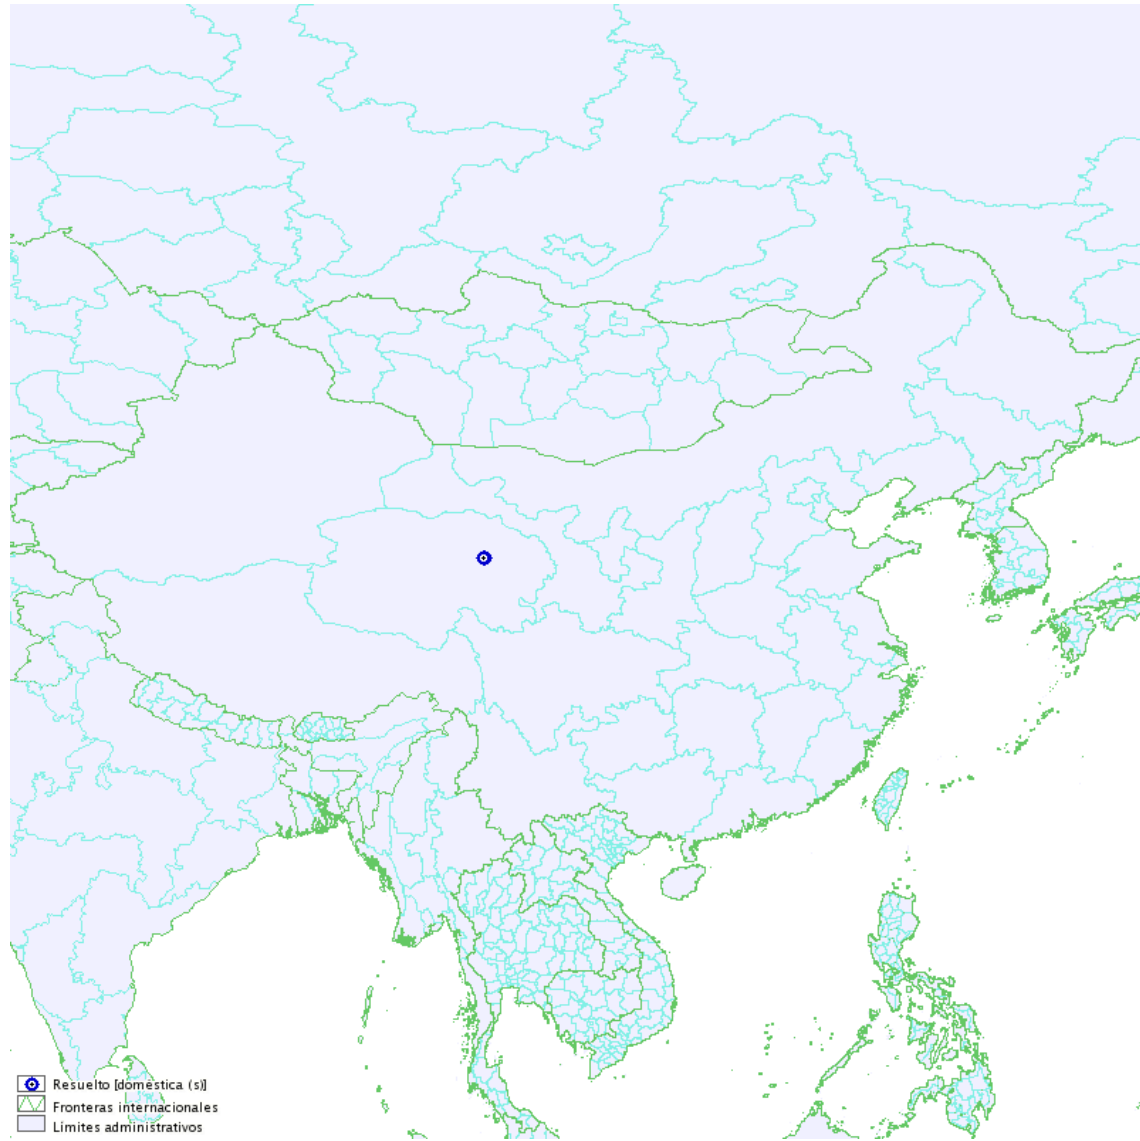 Resuelto [doméstica (s)]
Fronteras internacionales
Límites administrativos